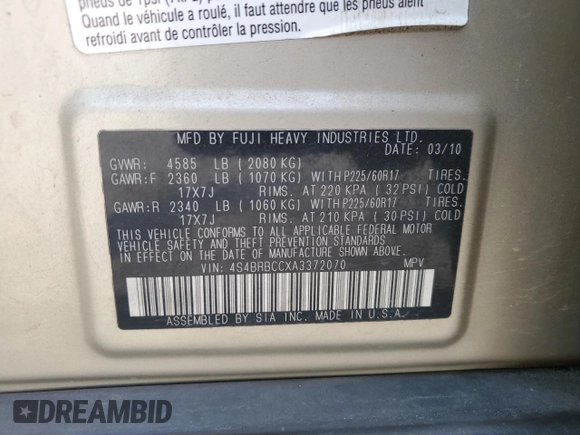 pneus de 1psi
Quand le véhicule a roulé, il faut attendre que les pneus aient
refroidi avant de contrôler la pression.
MFD BY FUJI HEAVY INDUSTRIES LTD.
DATE: 03/10
GVWR: 4585 LB ( 2080 KG)
GAWR:F 2360 LB ( 1070 KG) WITH P225/60R17 TIRES.
17X7J RIMS. AT 220 KPA ( 32 PSI) COLD
GAWR:R 2340 LB ( 1060 KG) WITH P225/60R17 TIRES.
17X7J RIMS. AT 210 KPA ( 30 PSI) COLD
THIS VEHICLE CONFORMS TO ALL APPLICABLE FEDERAL MOTOR
VEHICLE SAFETY AND THEFT PREVENTION STANDARDS IN EFFECT
ON THE DATE OF MANUFACTURE SHOWN ABOVE.
VIN: 4S4BRBCCXA3372070 MPV
ASSEMBLED BY SIA INC. MADE IN U.S.A.
DREAMBID